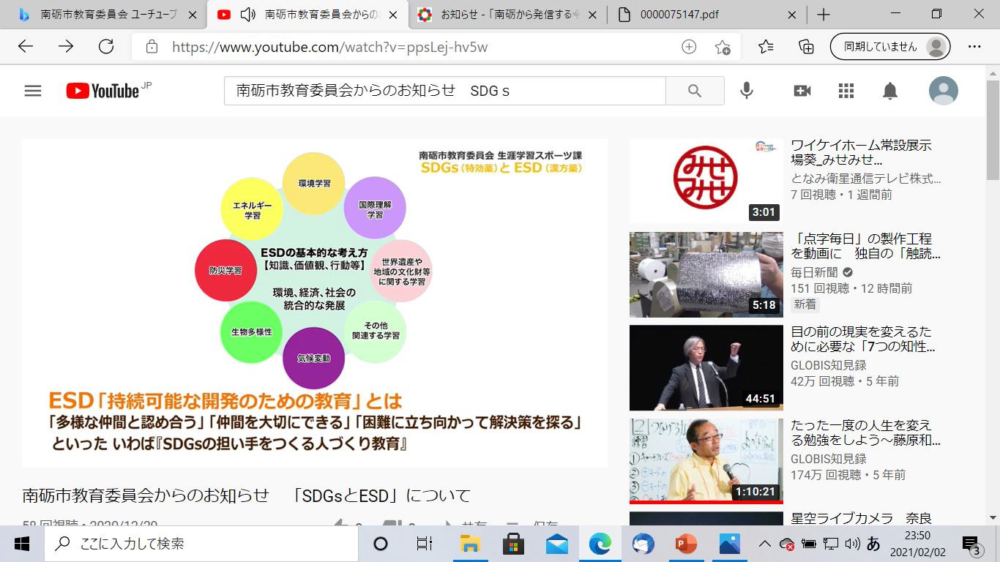 南砺市教育委員会 ユーチューブ
南砺市教育委員会からのお
お知らせ - 「南砺から発信する令
0000075147.pdf
https://www.youtube.com/watch?v=ppsLej-hv5w
同期していません
YouTube JP
南砺市教育委員会からのお知らせ　SDGｓ
南砺市教育委員会 生涯学習スポーツ課
SDGs（特効薬）と ESD（漢方薬）
環境学習
エネルギー
学習
国際理解
学習
防災学習
ESDの基本的な考え方
【知識、価値観、行動等】
環境、経済、社会の
統合的な発展
世界遺産や
地域の文化財等
に関する学習
生物多様性
その他
関連する学習
気候変動
ESD「持続可能な開発のための教育」とは
「多様な仲間と認め合う」「仲間を大切にできる」「困難に立ち向かって解決策を探る」
といった いわば『SDGsの担い手をつくる人づくり教育』
南砺市教育委員会からのお知らせ　「SDGsとESD」について
58 回視聴・2020/12/20
共有
保存
みせ
みせ
3:01
ワイケイホーム常設展示
場葵_みせみせ...
となみ衛星通信テレビ株式...
7 回視聴・1 週間前
5:18
「点字毎日」の製作工程
を動画に　独自の「触読...
毎日新聞
151 回視聴・12 時間前
新着
44:51
目の前の現実を変えるた
めに必要な「7つの知性...
GLOBIS知見録
42万 回視聴・5 年前
1:10:21
たった一度の人生を変え
る勉強をしよう～藤原和...
GLOBIS知見録
174万 回視聴・5 年前
星空ライブカメラ　奈良
ここに入力して検索
あ
23:50
2021/02/02
3